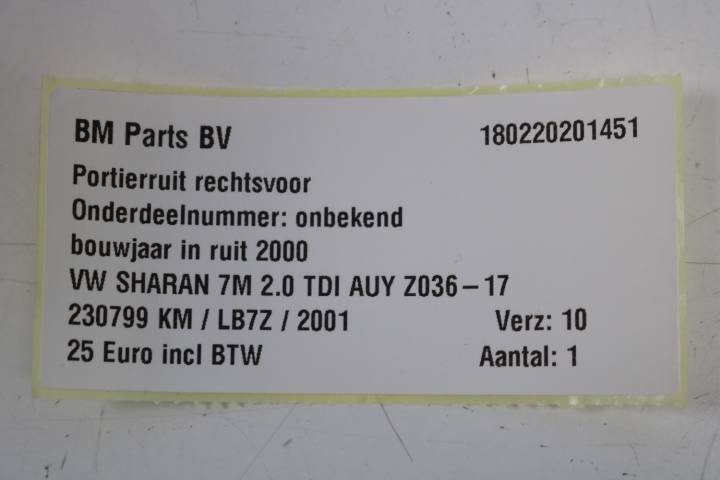 BM Parts BV 180220201451
Portierruit rechtsvoor
Onderdeelnummer: onbekend
bouwjaar in ruit 2000
VW SHARAN 7M 2.0 TDI AUY Z036-17
230799 KM / LB7Z / 2001 Verz: 10
25 Euro incl BTW Aantal: 1